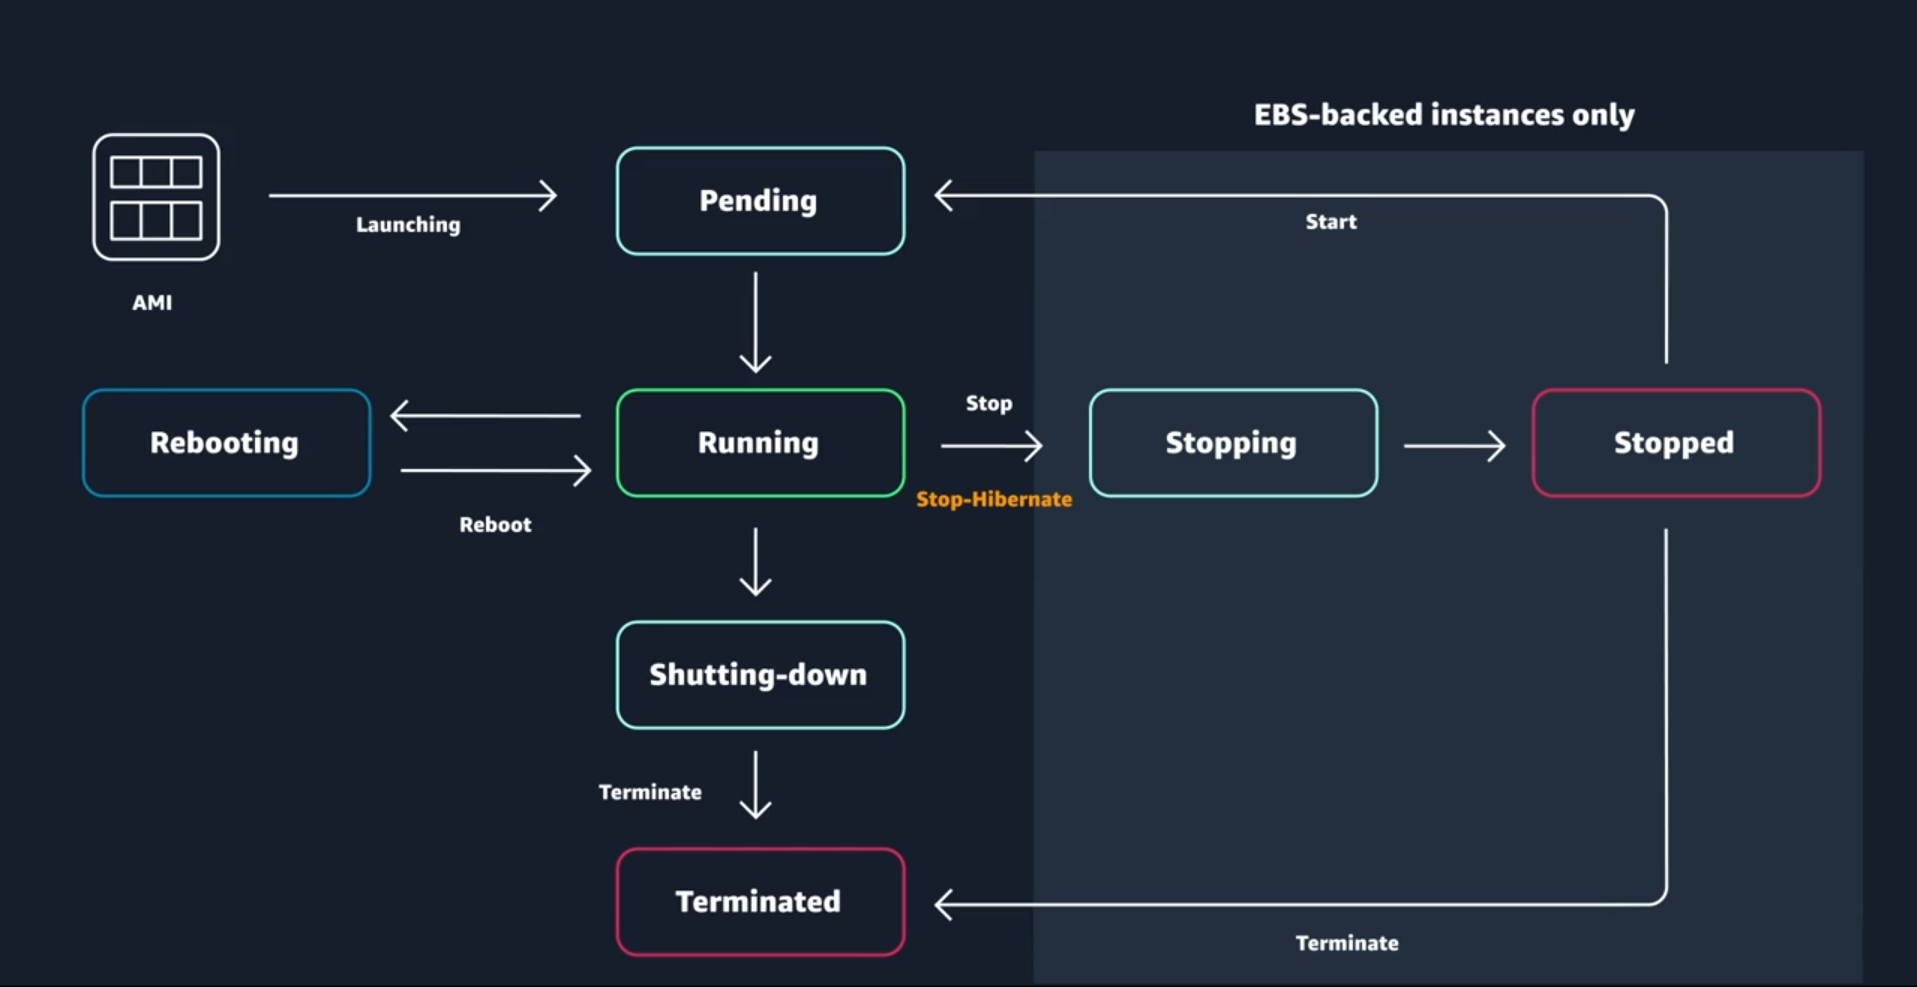 EBS-backed instances only
Pending
Launching
Start
AMI
Rebooting
Running
Stop
Stop-Hibernate
Stopping
Stopped
Reboot
Shutting-down
Terminate
Terminated
Terminate